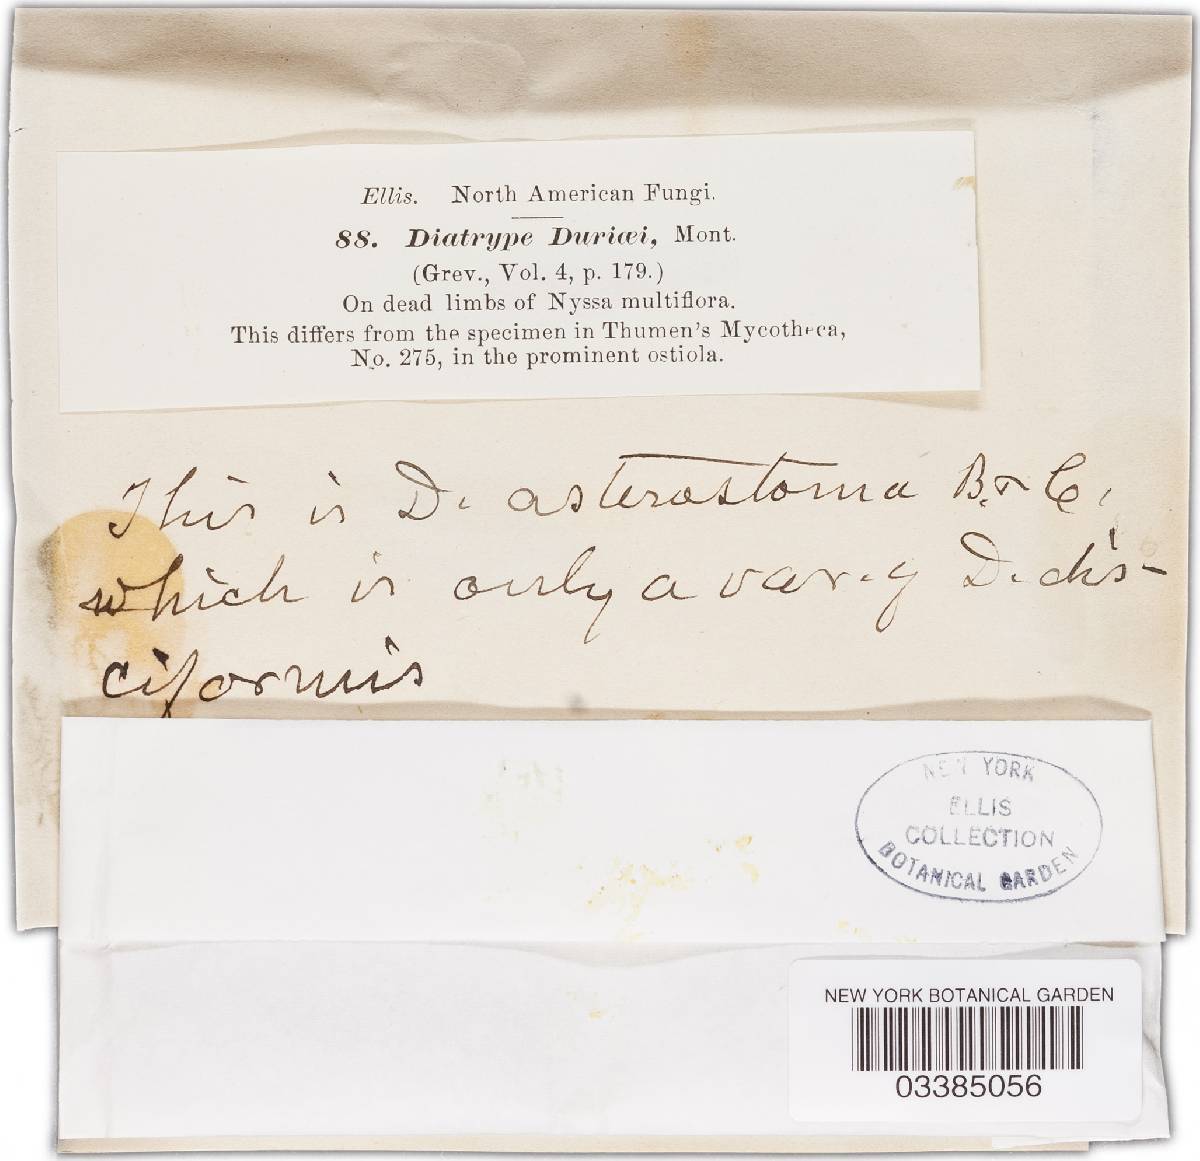 Ellis. North American Fungi.
88. Diatrype Duriœi, Mont.
(Grev., Vol. 4, p. 179.)
On dead limbs of Nyssa multiflora.
This differs from the specimen in Thumen's Mycotheca,
No. 275, in the prominent ostiola.
This is D. asterostoma B. & C.
which is only a var. of D. dis-
ciformis
NEW YORK
ELLIS
COLLECTION
BOTANICAL GARDEN
NEW YORK BOTANICAL GARDEN
03385056